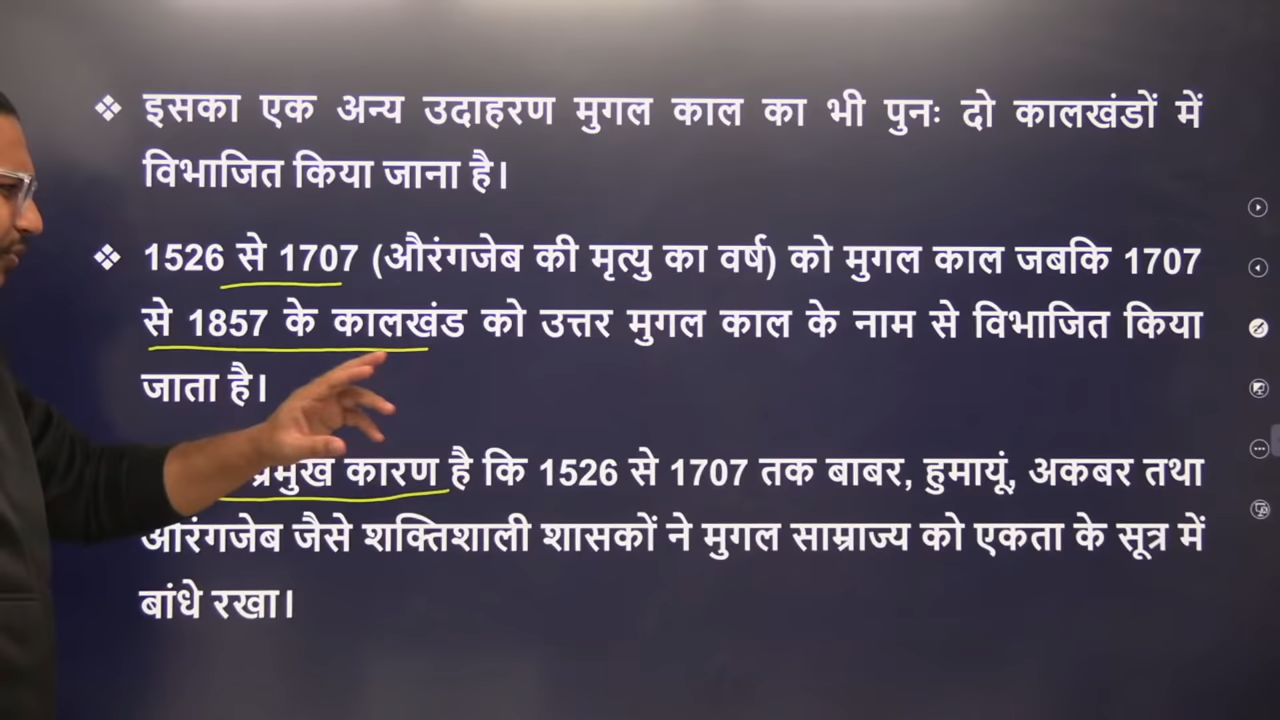 ❖ इसका एक अन्य उदाहरण मुगल काल का भी पुनः दो कालखंडों में
विभाजित किया जाना है।
❖ 1526 से 1707 (औरंगजेब की मृत्यु का वर्ष) को मुगल काल जबकि 1707
से 1857 के कालखंड को उत्तर मुगल काल के नाम से विभाजित किया
जाता है।
प्रमुख कारण है कि 1526 से 1707 तक बाबर, हुमायूं, अकबर तथा
औरंगजेब जैसे शक्तिशाली शासकों ने मुगल साम्राज्य को एकता के सूत्र में
बांधे रखा।